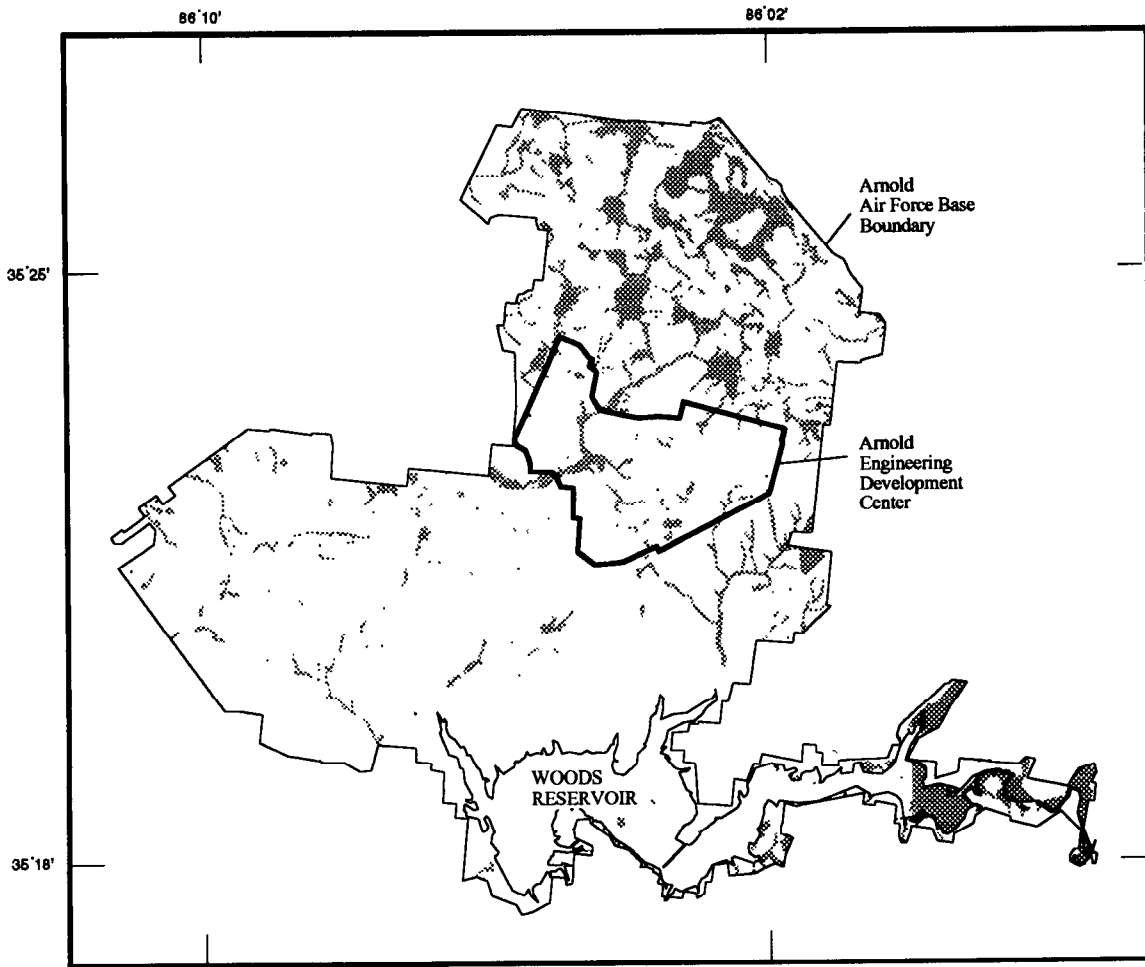 86°10'
86°02'
Arnold
Air Force Base
Boundary
35°25'
Arnold
Engineering
Development
Center
WOODS
RESERVOIR
35°18'